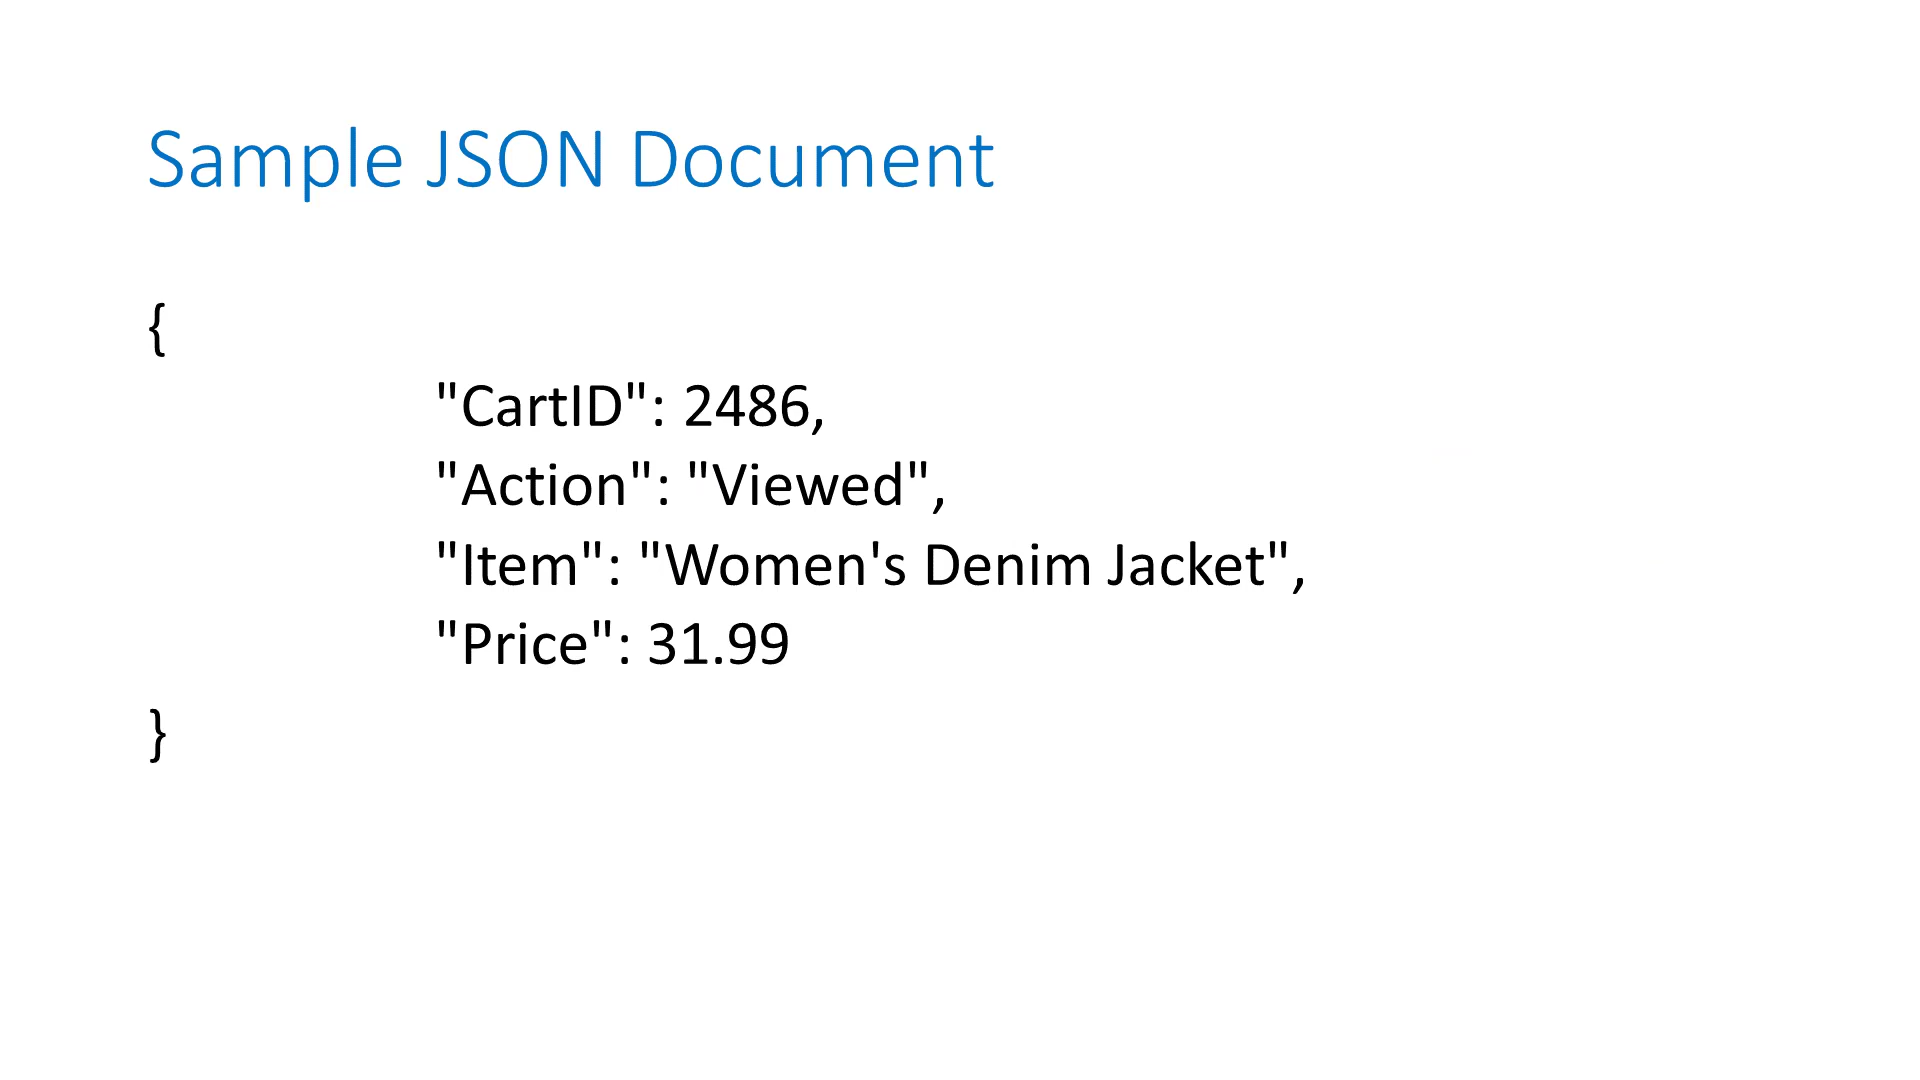 Sample JSON Document
{
"CartID": 2486,
"Action": "Viewed",
"Item": "Women's Denim Jacket",
"Price": 31.99
}